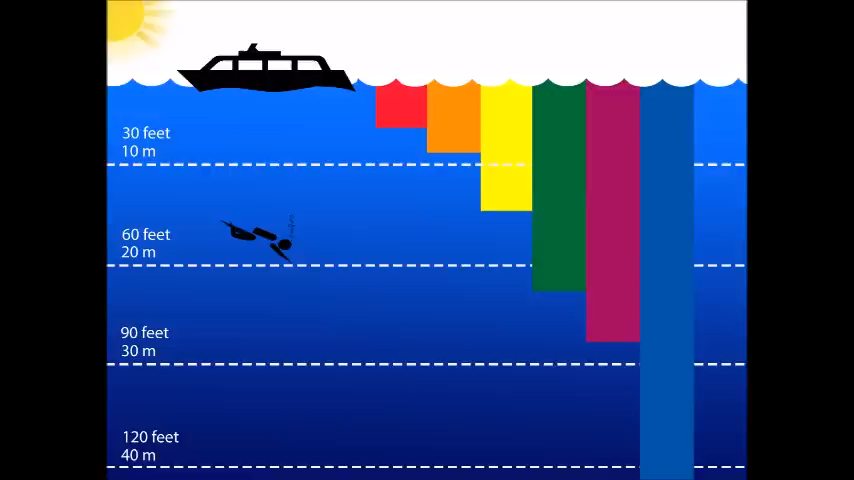 30 feet
10 m
60 feet
20 m
90 feet
30 m
120 feet
40 m